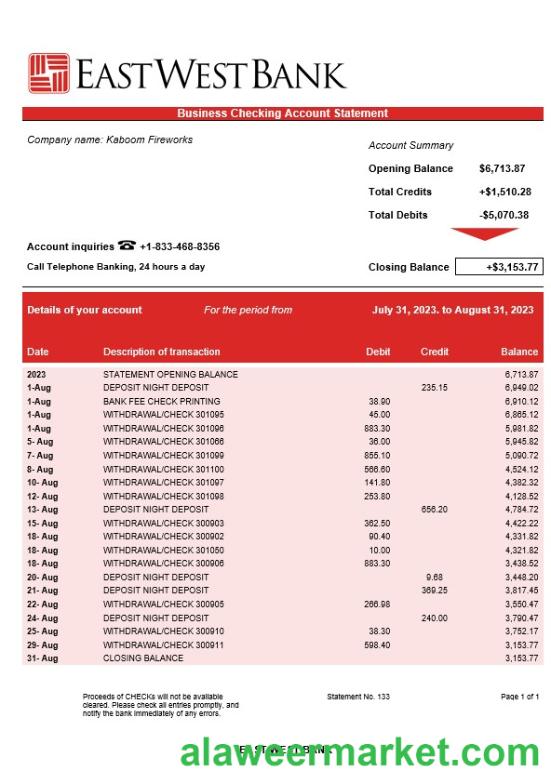 EASTWESTBANK
Business Checking Account Statement
Company name: Kaboom Fireworks
Account Summary
Opening Balance $6,713.87
Total Credits +$1,510.28
Total Debits -$5,070.38
Account inquiries ☎ +1-833-468-8356
Call Telephone Banking, 24 hours a day
Closing Balance +$3,153.77
Details of your account For the period from July 31, 2023. to August 31, 2023
Date Description of transaction Debit Credit Balance
2023 STATEMENT OPENING BALANCE 6,713.87
1-Aug DEPOSIT NIGHT DEPOSIT 235.15 6,949.02
1-Aug BANK FEE CHECK PRINTING 38.90 6,910.12
1-Aug WITHDRAWAL/CHECK 301095 45.00 6,865.12
1-Aug WITHDRAWAL/CHECK 301096 883.30 5,981.82
5- Aug WITHDRAWAL/CHECK 301066 36.00 5,945.82
7- Aug WITHDRAWAL/CHECK 301099 855.10 5,090.72
8- Aug WITHDRAWAL/CHECK 301100 566.60 4,524.12
10- Aug WITHDRAWAL/CHECK 301097 141.80 4,382.32
12- Aug WITHDRAWAL/CHECK 301098 253.80 4,128.52
13- Aug DEPOSIT NIGHT DEPOSIT 656.20 4,784.72
15- Aug WITHDRAWAL/CHECK 300903 362.50 4,422.22
18- Aug WITHDRAWAL/CHECK 300902 90.40 4,331.82
18- Aug WITHDRAWAL/CHECK 301050 10.00 4,321.82
18- Aug WITHDRAWAL/CHECK 300906 883.30 3,438.52
20- Aug DEPOSIT NIGHT DEPOSIT 9.68 3,448.20
21- Aug DEPOSIT NIGHT DEPOSIT 369.25 3,817.45
22- Aug WITHDRAWAL/CHECK 300905 266.98 3,550.47
24- Aug DEPOSIT NIGHT DEPOSIT 240.00 3,790.47
25- Aug WITHDRAWAL/CHECK 300910 38.30 3,752.17
29- Aug WITHDRAWAL/CHECK 300911 598.40 3,153.77
31- Aug CLOSING BALANCE 3,153.77
Proceeds of CHECKs will not be available Statement No. 133 Page 1 of 1
cleared. Please check all entries promptly, and
notify the bank immediately of any errors.
EAST WEST BANK
alaweermarket.com